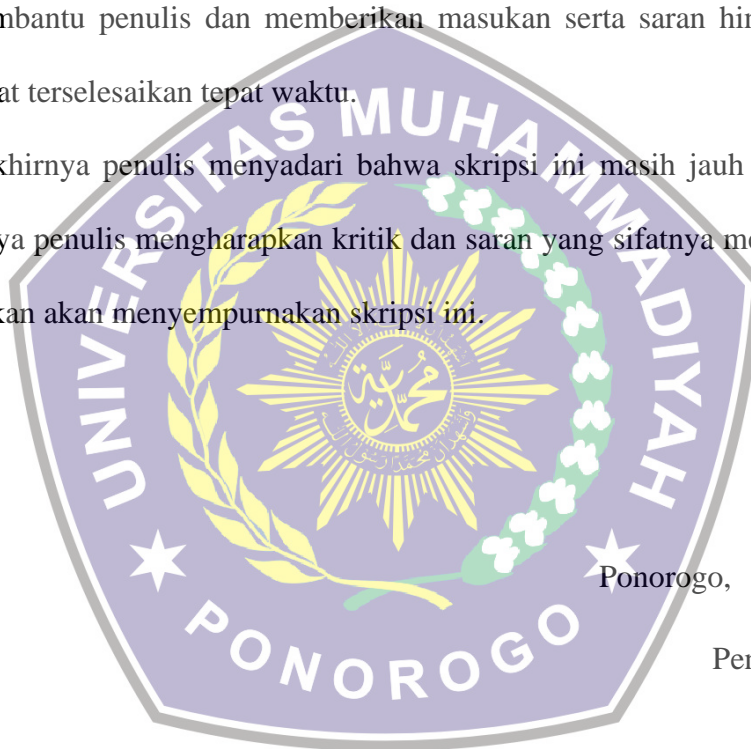 mbantu penulis dan memberikan masukan serta saran hin
at terselesaikan tepat waktu.
khirnya penulis menyadari bahwa skripsi ini masih jauh
ya penulis mengharapkan kritik dan saran yang sifatnya me
kan akan menyempurnakan skripsi ini.
UNIVERSITAS MUHAMMADIYAH
محمدية
PONOROGO
Ponorogo,
Pen